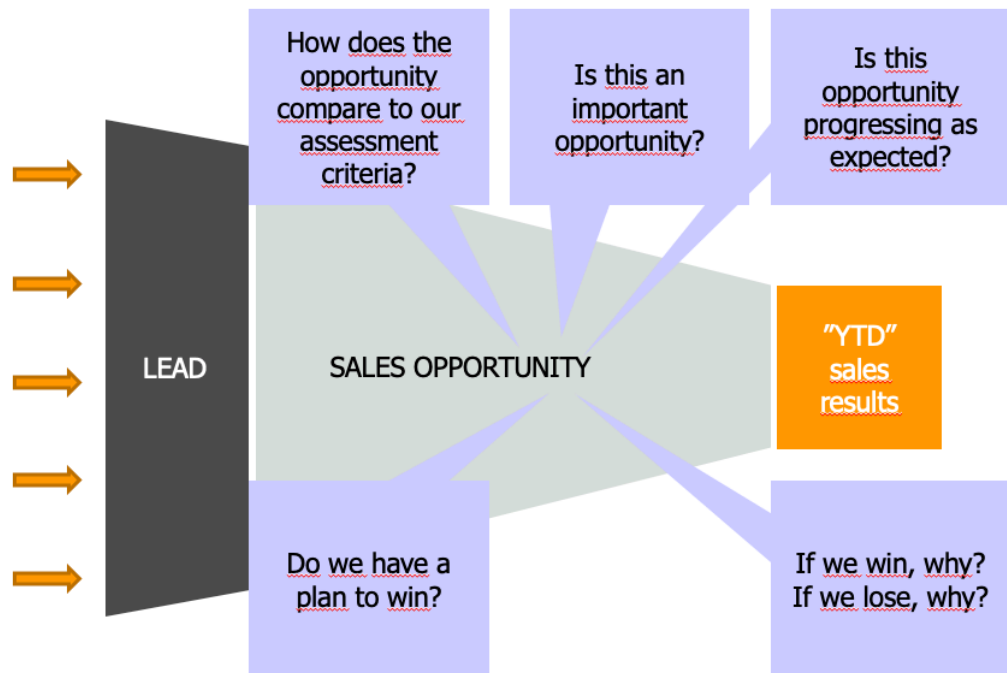 How does the
opportunity
compare to our
assessment
criteria?
Is this an
important
opportunity?
Is this
opportunity
progressing as
expected?
LEAD
SALES OPPORTUNITY
”YTD”
sales
results
Do we have a
plan to win?
If we win, why?
If we lose, why?